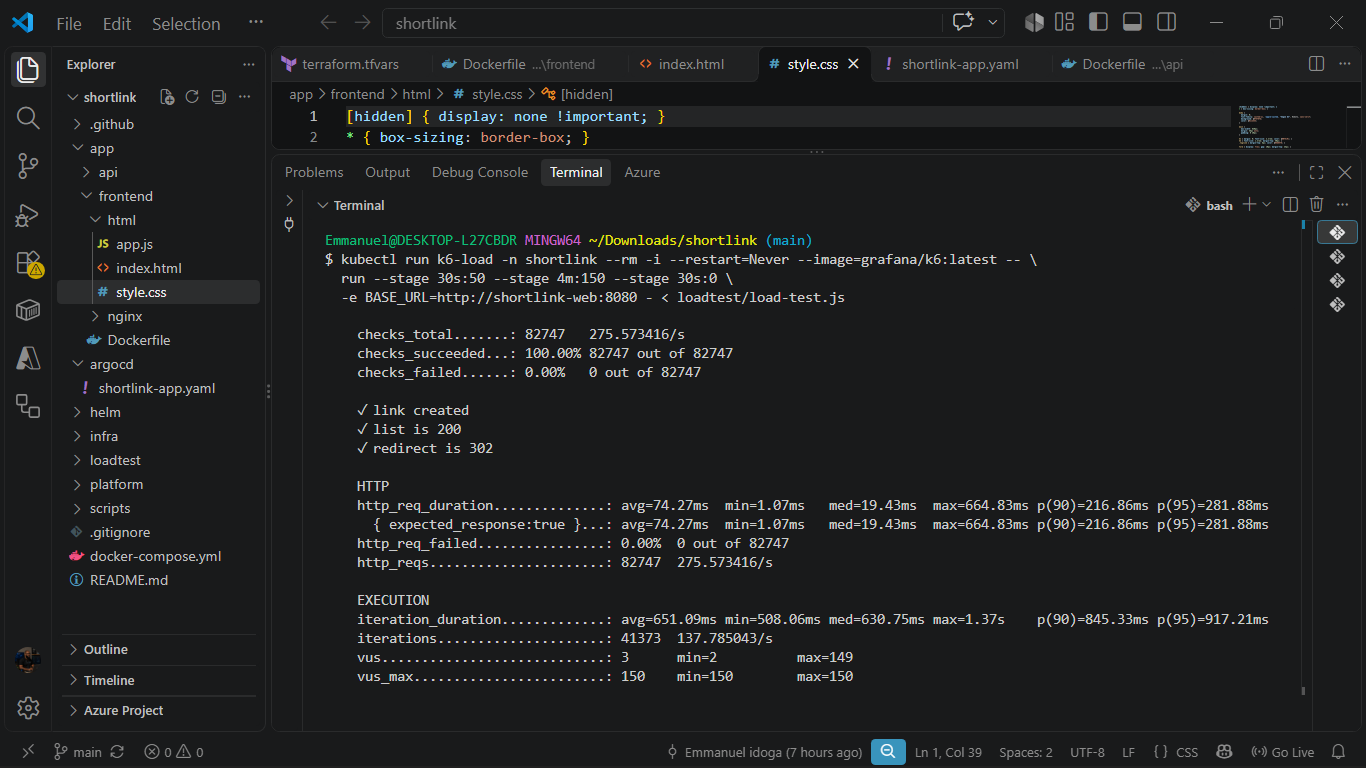 File Edit Selection ···
shortlink
Explorer ···
shortlink
.github
app
api
frontend
html
JS app.js
<> index.html
# style.css
nginx
Dockerfile
argocd
! shortlink-app.yaml
helm
infra
loadtest
platform
scripts
.gitignore
docker-compose.yml
README.md
Outline
Timeline
Azure Project
terraform.tfvars Dockerfile ...\frontend <> index.html # style.css ! shortlink-app.yaml Dockerfile ...\api
app > frontend > html > # style.css > [hidden]
1 [hidden] { display: none !important; }
2 * { box-sizing: border-box; }
Problems Output Debug Console Terminal Azure
Terminal
bash
Emmanuel@DESKTOP-L27CBDR MINGW64 ~/Downloads/shortlink (main)
$ kubectl run k6-load -n shortlink --rm -i --restart=Never --image=grafana/k6:latest -- \
run --stage 30s:50 --stage 4m:150 --stage 30s:0 \
-e BASE_URL=http://shortlink-web:8080 - < loadtest/load-test.js
checks_total.......: 82747 275.573416/s
checks_succeeded...: 100.00% 82747 out of 82747
checks_failed......: 0.00% 0 out of 82747
✓ link created
✓ list is 200
✓ redirect is 302
HTTP
http_req_duration..............: avg=74.27ms min=1.07ms med=19.43ms max=664.83ms p(90)=216.86ms p(95)=281.88ms
{ expected_response:true }...: avg=74.27ms min=1.07ms med=19.43ms max=664.83ms p(90)=216.86ms p(95)=281.88ms
http_req_failed................: 0.00% 0 out of 82747
http_reqs......................: 82747 275.573416/s
EXECUTION
iteration_duration.............: avg=651.09ms min=508.06ms med=630.75ms max=1.37s p(90)=845.33ms p(95)=917.21ms
iterations.....................: 41373 137.785043/s
vus............................: 3 min=2 max=149
vus_max........................: 150 min=150 max=150
main 0 0 Emmanuel idoga (7 hours ago) Ln 1, Col 39 Spaces: 2 UTF-8 LF { } CSS Go Live